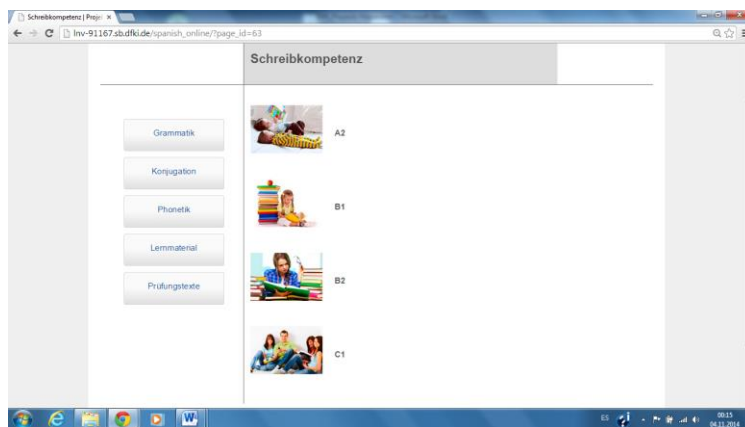 Schreibkompetenz | Proje
lnv-91167.sb.dfki.de/spanish_online/?page_id=63
Schreibkompetenz
Grammatik
Konjugation
Phonetik
Lernmaterial
Prüfungstexte
A2
B1
B2
C1
ES
00:15
04.11.2014